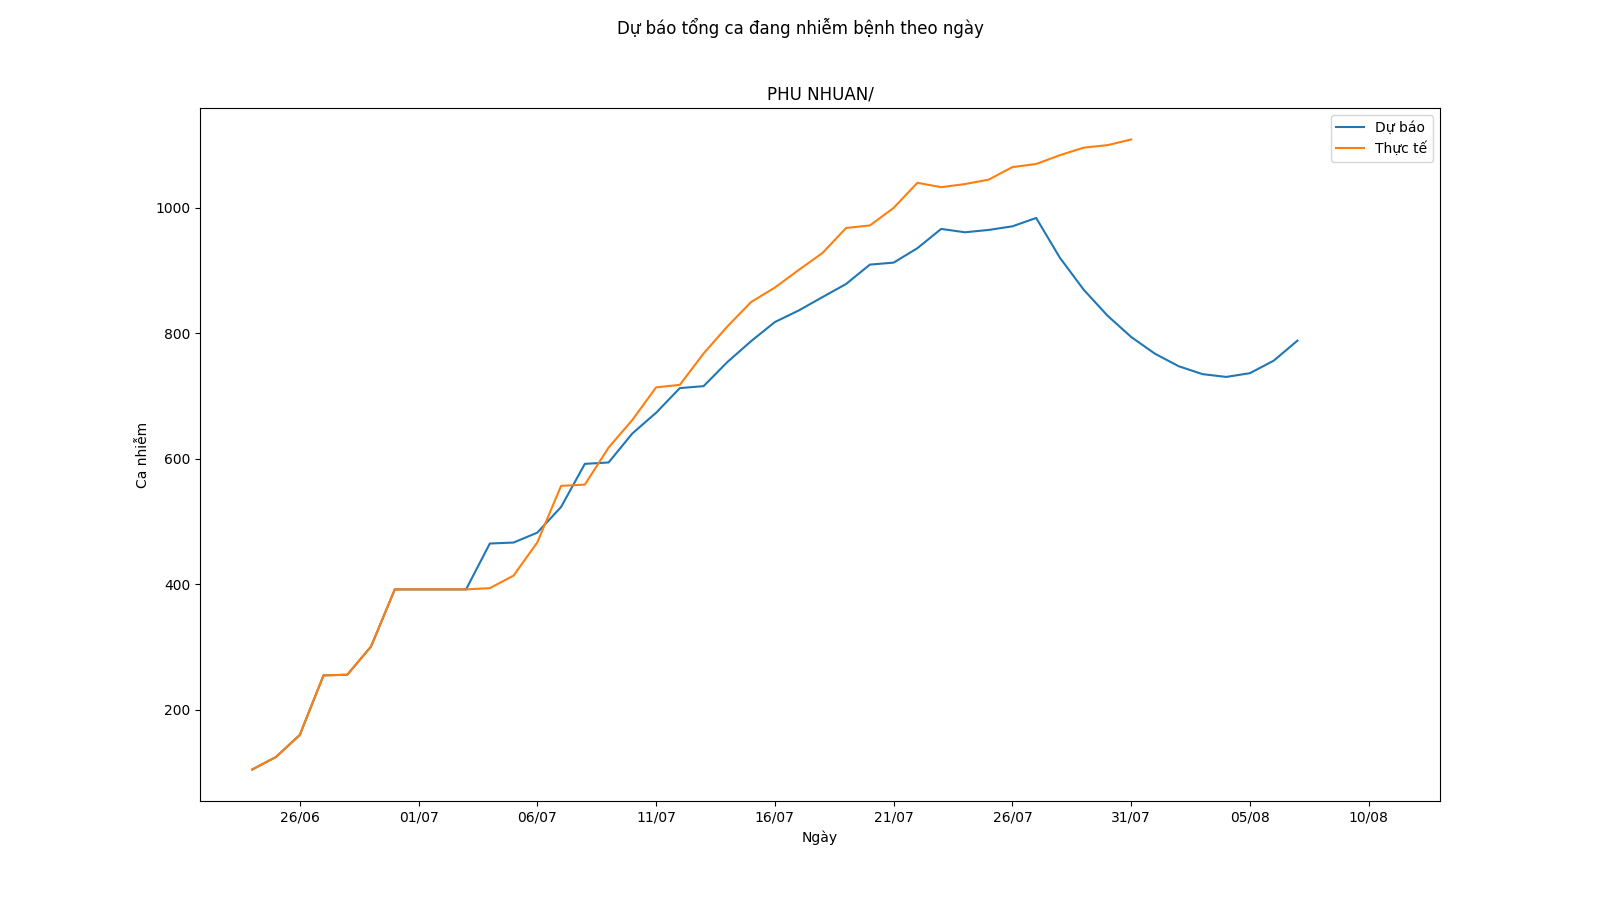 Dự báo tổng ca đang nhiễm bệnh theo ngày
PHU NHUAN/
Dự báo
Thực tế
1000
800
600
400
200
Ca nhiễm
26/06 01/07 06/07 11/07 16/07 21/07 26/07 31/07 05/08 10/08
Ngày